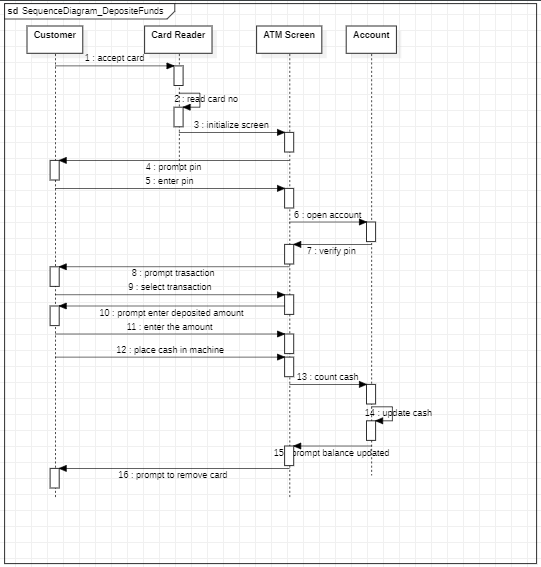 sd SequenceDiagram_DepositeFunds
Customer
Card Reader
ATM Screen
Account
1 : accept card
2 : read card no
3 : initialize screen
4 : prompt pin
5 : enter pin
6 : open account
7 : verify pin
8 : prompt trasaction
9 : select transaction
10 : prompt enter deposited amount
11 : enter the amount
12 : place cash in machine
13 : count cash
14 : update cash
15 : prompt balance updated
16 : prompt to remove card